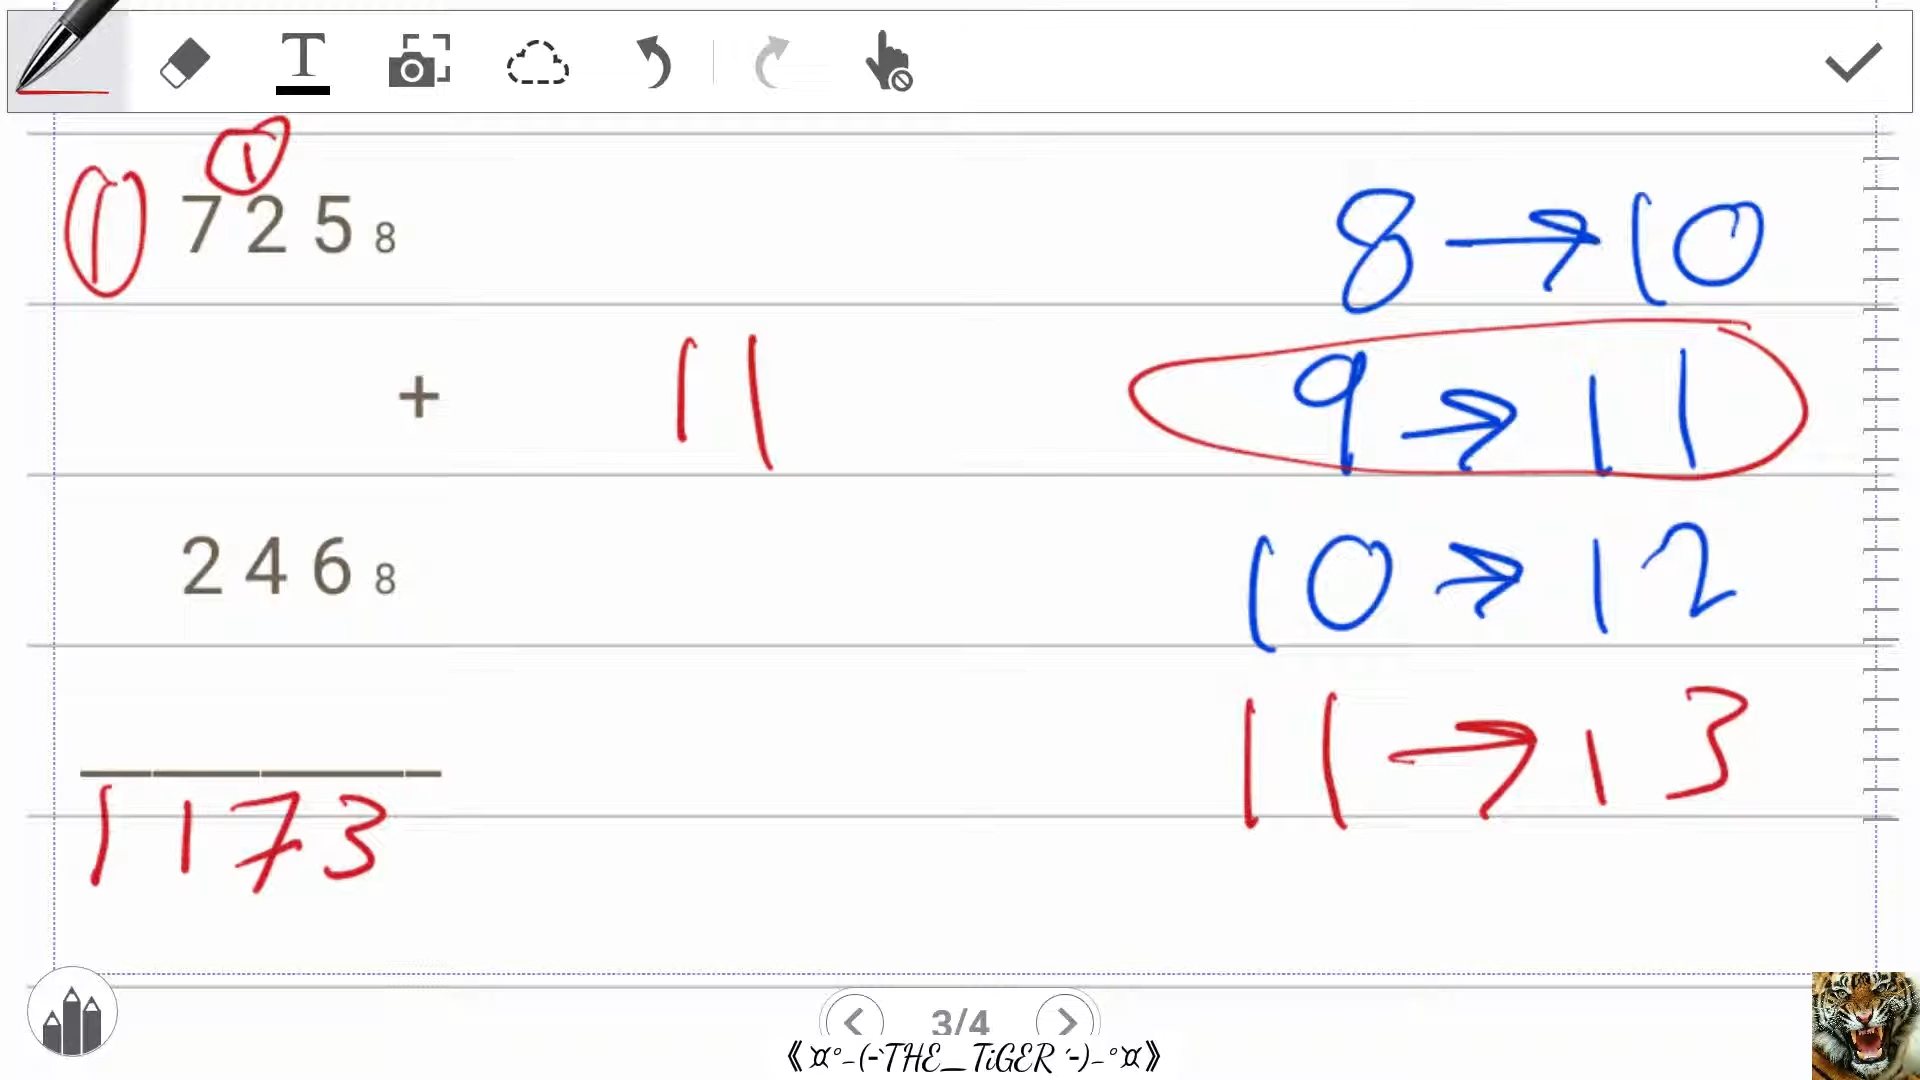 T
1
1 7 2 5 8
8 → 10
+ 11
9 → 11
2 4 6 8
10 → 12
11 → 13
1173
3/4
《¤°-(-`THE_TiGER ´-)-°¤》